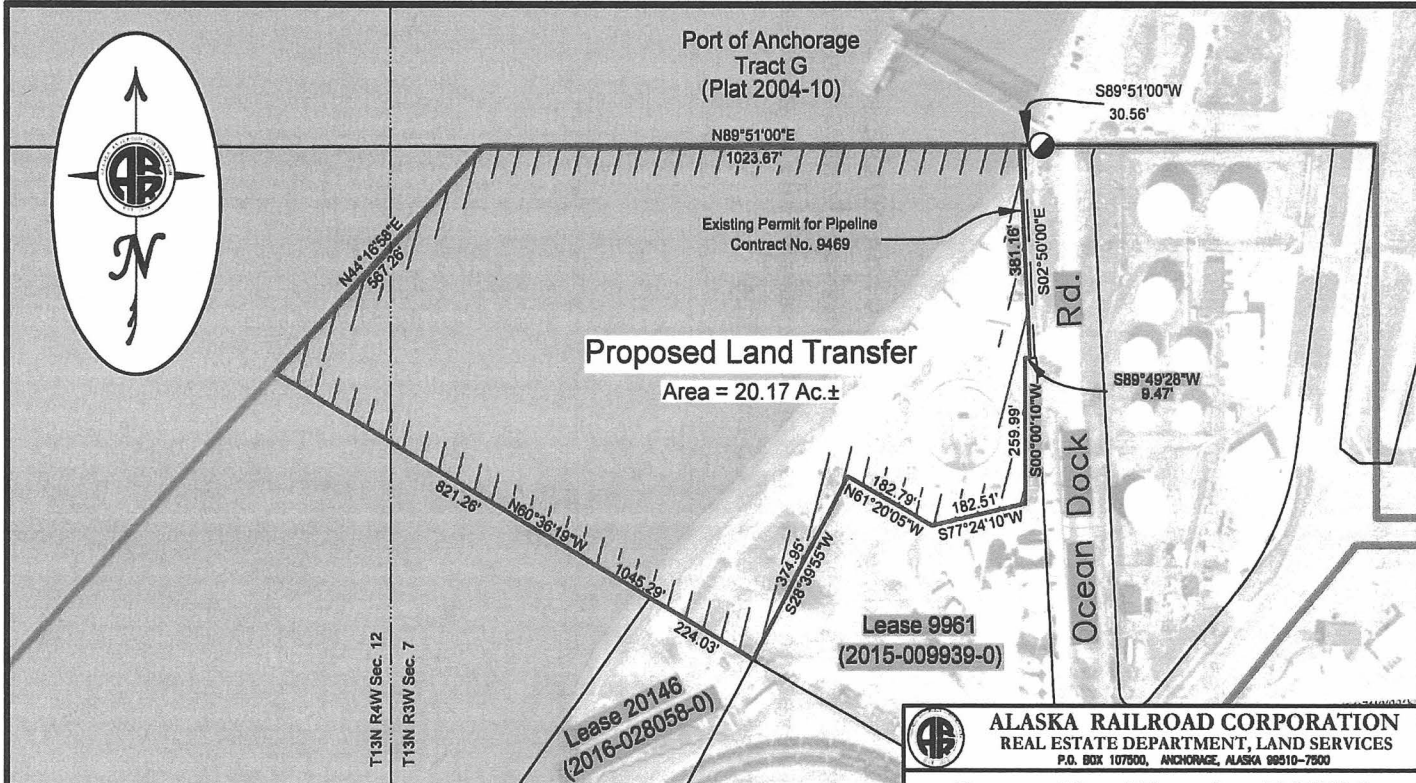 Port of Anchorage
Tract G
(Plat 2004-10)
S89°51'00"W
30.56'
N89°51'00"E
1023.67'
ARR
N
Existing Permit for Pipeline
Contract No. 9469
N44°16'58"E
587.26'
381.16'
S02°50'00"E
Proposed Land Transfer
Area = 20.17 Ac.±
Rd.
S89°49'28"W
9.47'
259.99'
S00°00'10"W
182.79'
N61°20'05"W
182.51'
S77°24'10"W
821.26'
N60°36'19"W
1045.29'
374.95'
S28°39'55"W
Ocean Dock
224.03'
Lease 9961
(2015-009939-0)
T13N R4W Sec. 12
T13N R3W Sec. 7
Lease 20146
(2016-028058-0)
ARR
ALASKA RAILROAD CORPORATION
REAL ESTATE DEPARTMENT, LAND SERVICES
P.O. BOX 107500, ANCHORAGE, ALASKA 99510-7500